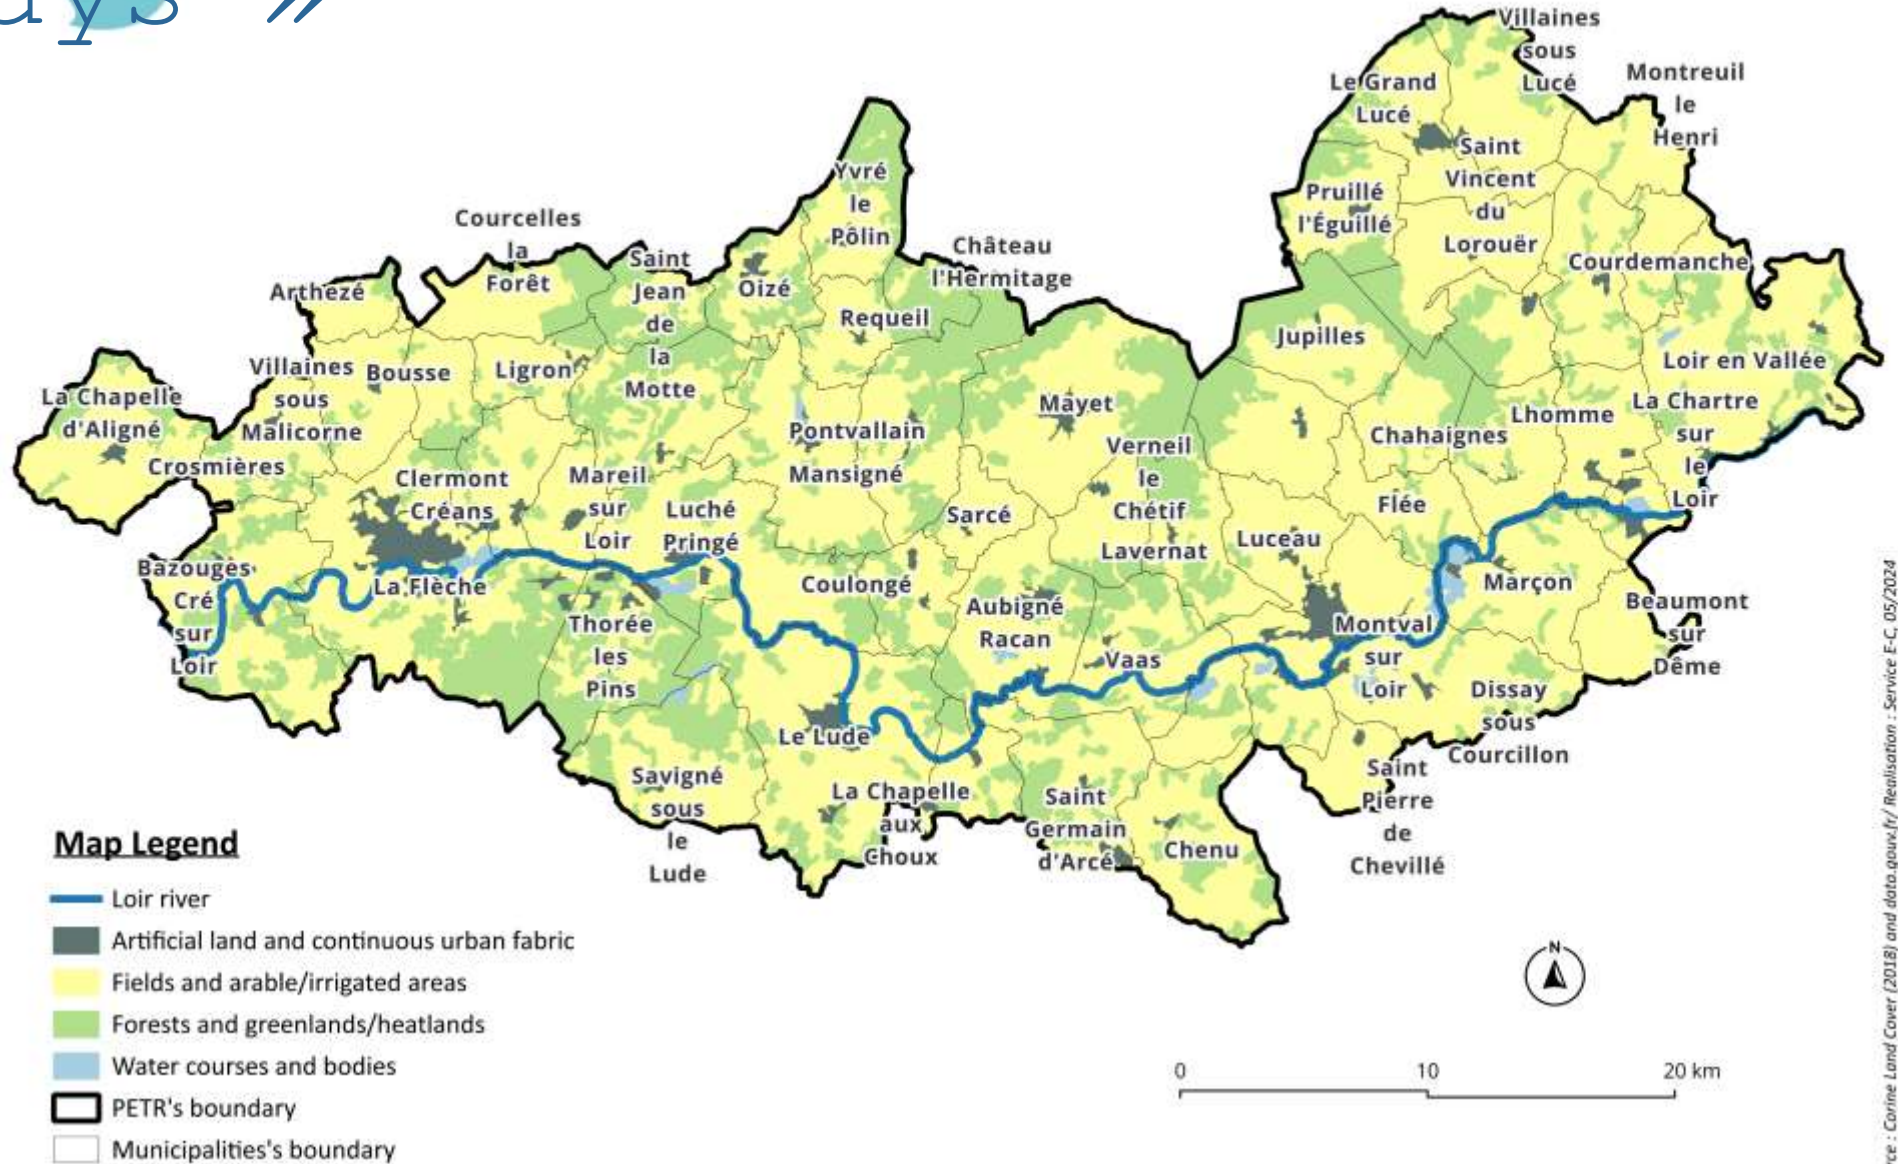 ays »
Villaines
sous
Lucé
Le Grand
Lucé
Montreuil
le
Henri
Saint
Vincent
du
Lorouër
Pruillé
l'Éguillé
Yvré
le
Pôlin
Courcelles
la
Forêt
Château
l'Hermitage
Saint
Jean
de
la
Motte
Oizé
Courdemanche
Arthezé
Requeil
Jupilles
Villaines
sous
Malicorne
Bousse
Ligron
Loir en Vallée
La Chapelle
d'Aligné
Mayet
La Chartre
sur
le
Loir
Lhomme
Pontvallain
Chahaignes
Crosmières
Clermont
Créans
Mareil
sur
Loir
Mansigné
Verneil
le
Chétif
Luché
Pringé
Sarcé
Flée
Luceau
Lavernat
Bazouges
Cré
sur
Loir
La Flèche
Coulongé
Marçon
Thorée
les
Pins
Aubigné
Racan
Montval
sur
Loir
Beaumont
sur
Dême
Vaas
Dissay
sous
Courcillon
Le Lude
Savigné
sous
le
Lude
La Chapelle
aux
Choux
Saint
Germain
d'Arcé
Chenu
Saint
Pierre
de
Chevillé
Map Legend
Loir river
Artificial land and continuous urban fabric
Fields and arable/irrigated areas
Forests and greenlands/heatlands
Water courses and bodies
PETR's boundary
Municipalities's boundary
N
0 10 20 km
rce : Corine Land Cover (2018) and data.gouv.fr/ Realisation : Service E-C, 05/2024